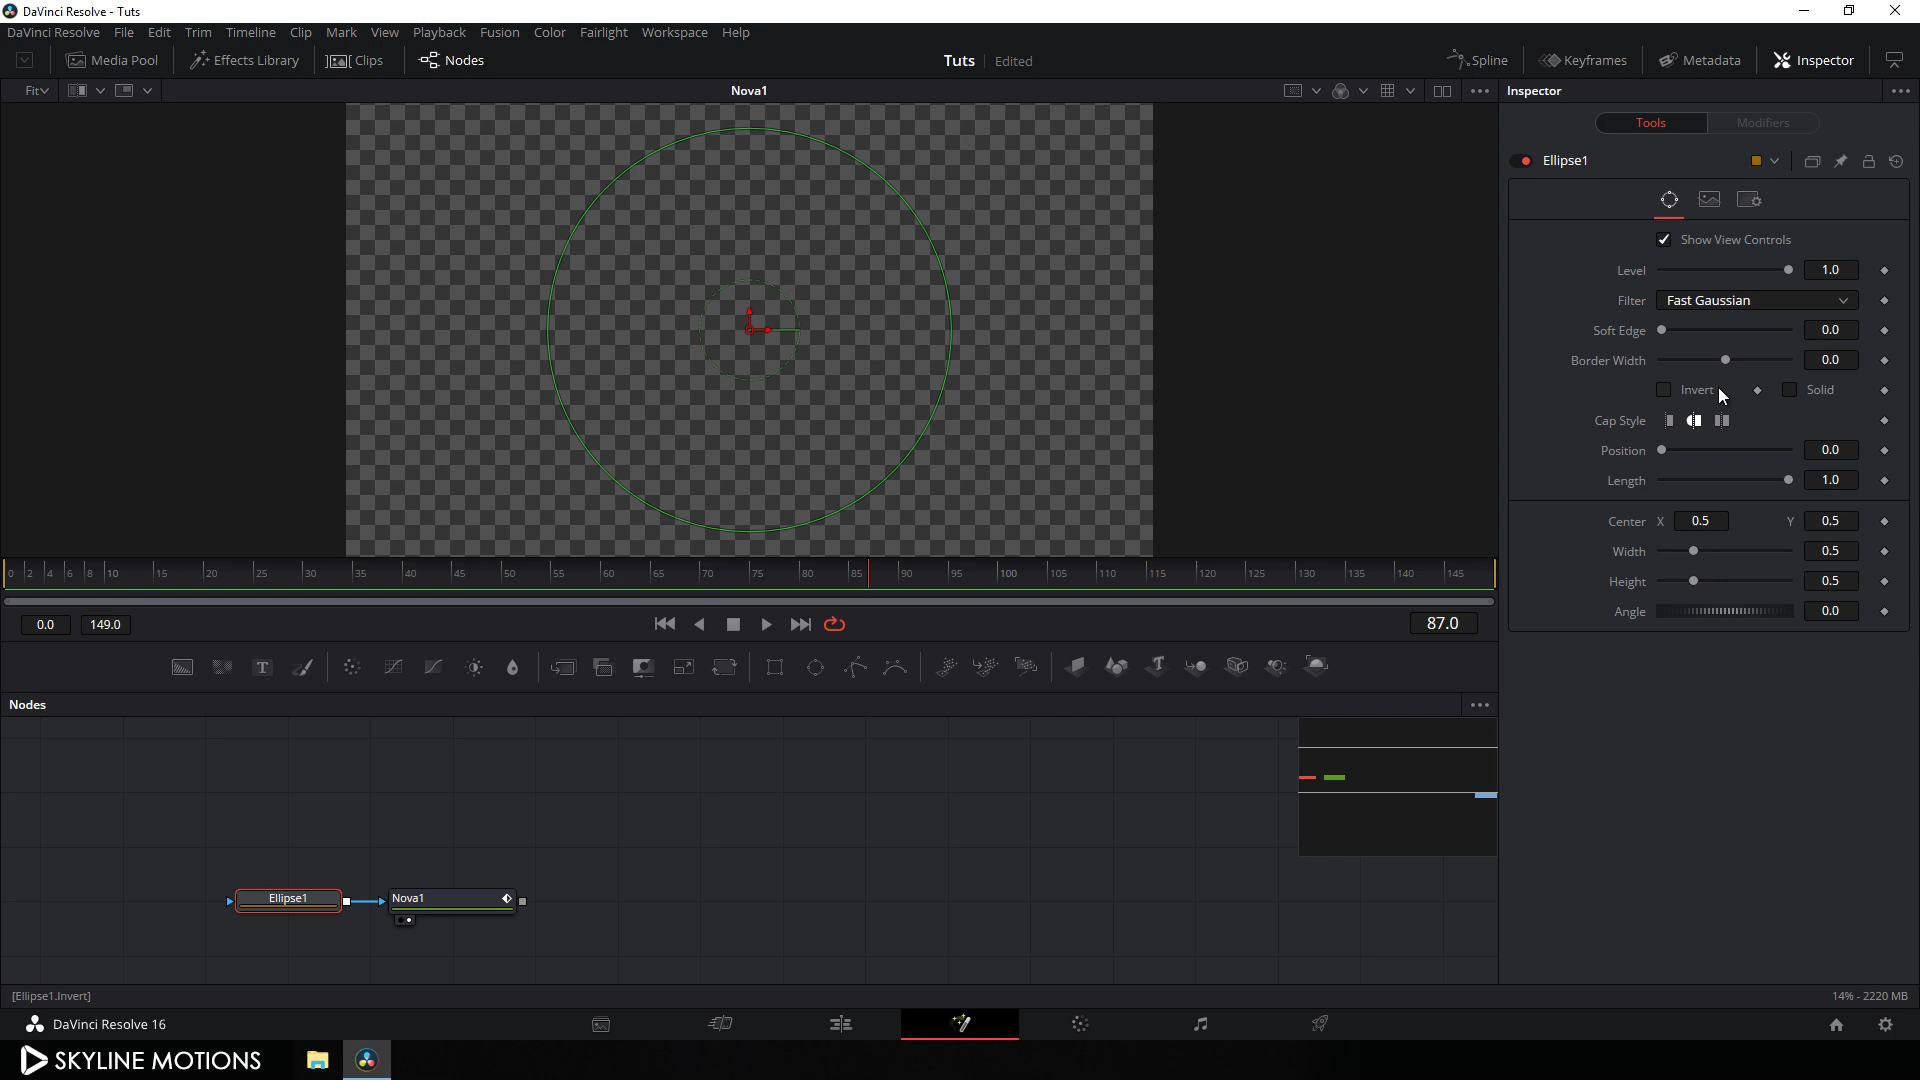 DaVinci Resolve - Tuts
DaVinci Resolve File Edit Trim Timeline Clip Mark View Playback Fusion Color Fairlight Workspace Help
Media Pool Effects Library Clips Nodes Tuts Edited Spline Keyframes Metadata Inspector
Fit Nova1 Inspector
Tools Modifiers
Ellipse1
Show View Controls
Level 1.0
Filter Fast Gaussian
Soft Edge 0.0
Border Width 0.0
Invert Solid
Cap Style
Position 0.0
Length 1.0
Center X 0.5 Y 0.5
Width 0.5
Height 0.5
Angle 0.0
0 2 4 6 8 10 15 20 25 30 35 40 45 50 55 60 65 70 75 80 85 90 95 100 105 110 115 120 125 130 135 140 145
0.0 149.0 87.0
T
Nodes
Ellipse1 Nova1
[Ellipse1.Invert] 14% - 2220 MB
DaVinci Resolve 16
SKYLINE MOTIONS